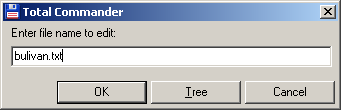 Total Commander
Enter file name to edit:
bulivan.txt
OK
Tree
Cancel